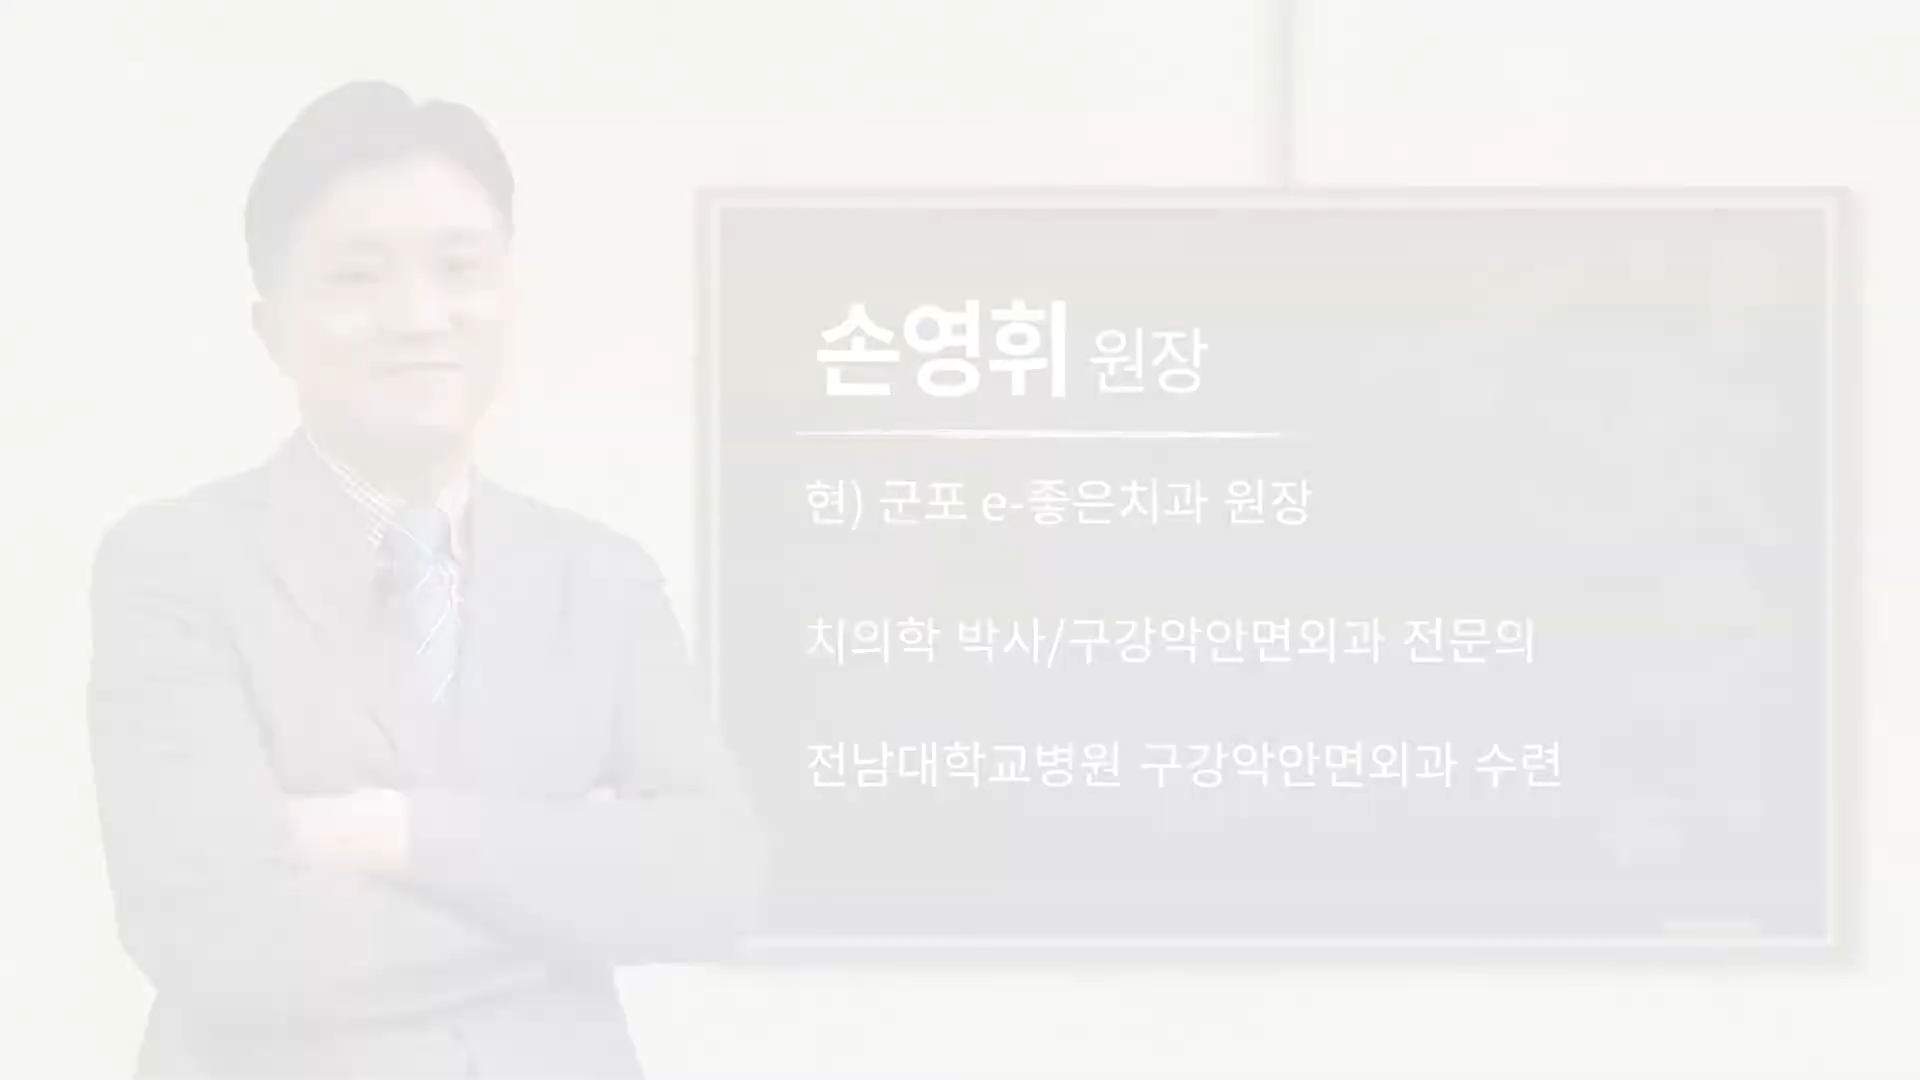 손영휘 원장
현) 군포 e-좋은치과 원장
치의학 박사/구강악안면외과 전문의
전남대학교병원 구강악안면외과 수련